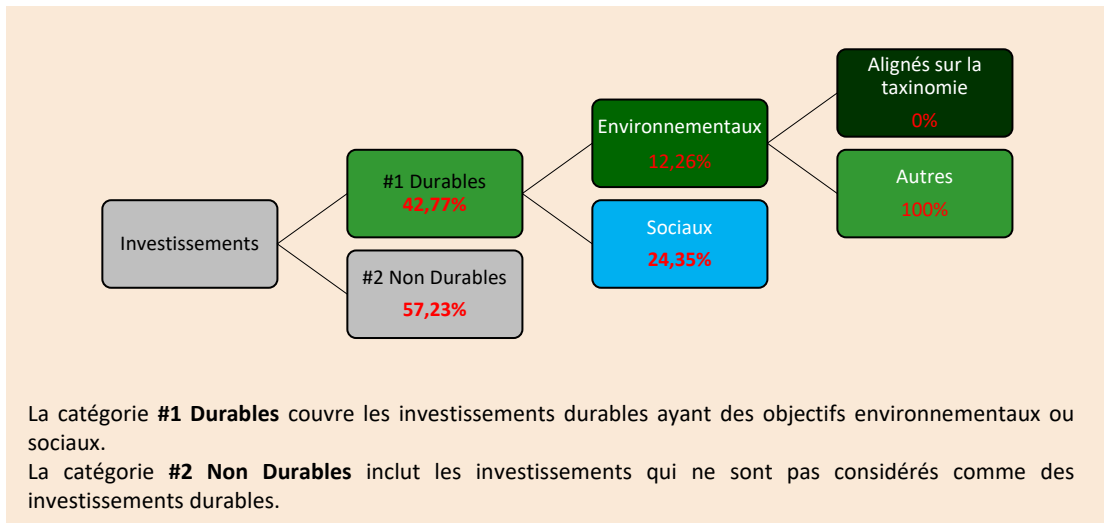 Alignés sur la
taxinomie
0%
Environnementaux
12,26%
#1 Durables
42,77%
Autres
100%
Investissements
Sociaux
24,35%
#2 Non Durables
57,23%
La catégorie #1 Durables couvre les investissements durables ayant des objectifs environnementaux ou
sociaux.
La catégorie #2 Non Durables inclut les investissements qui ne sont pas considérés comme des
investissements durables.